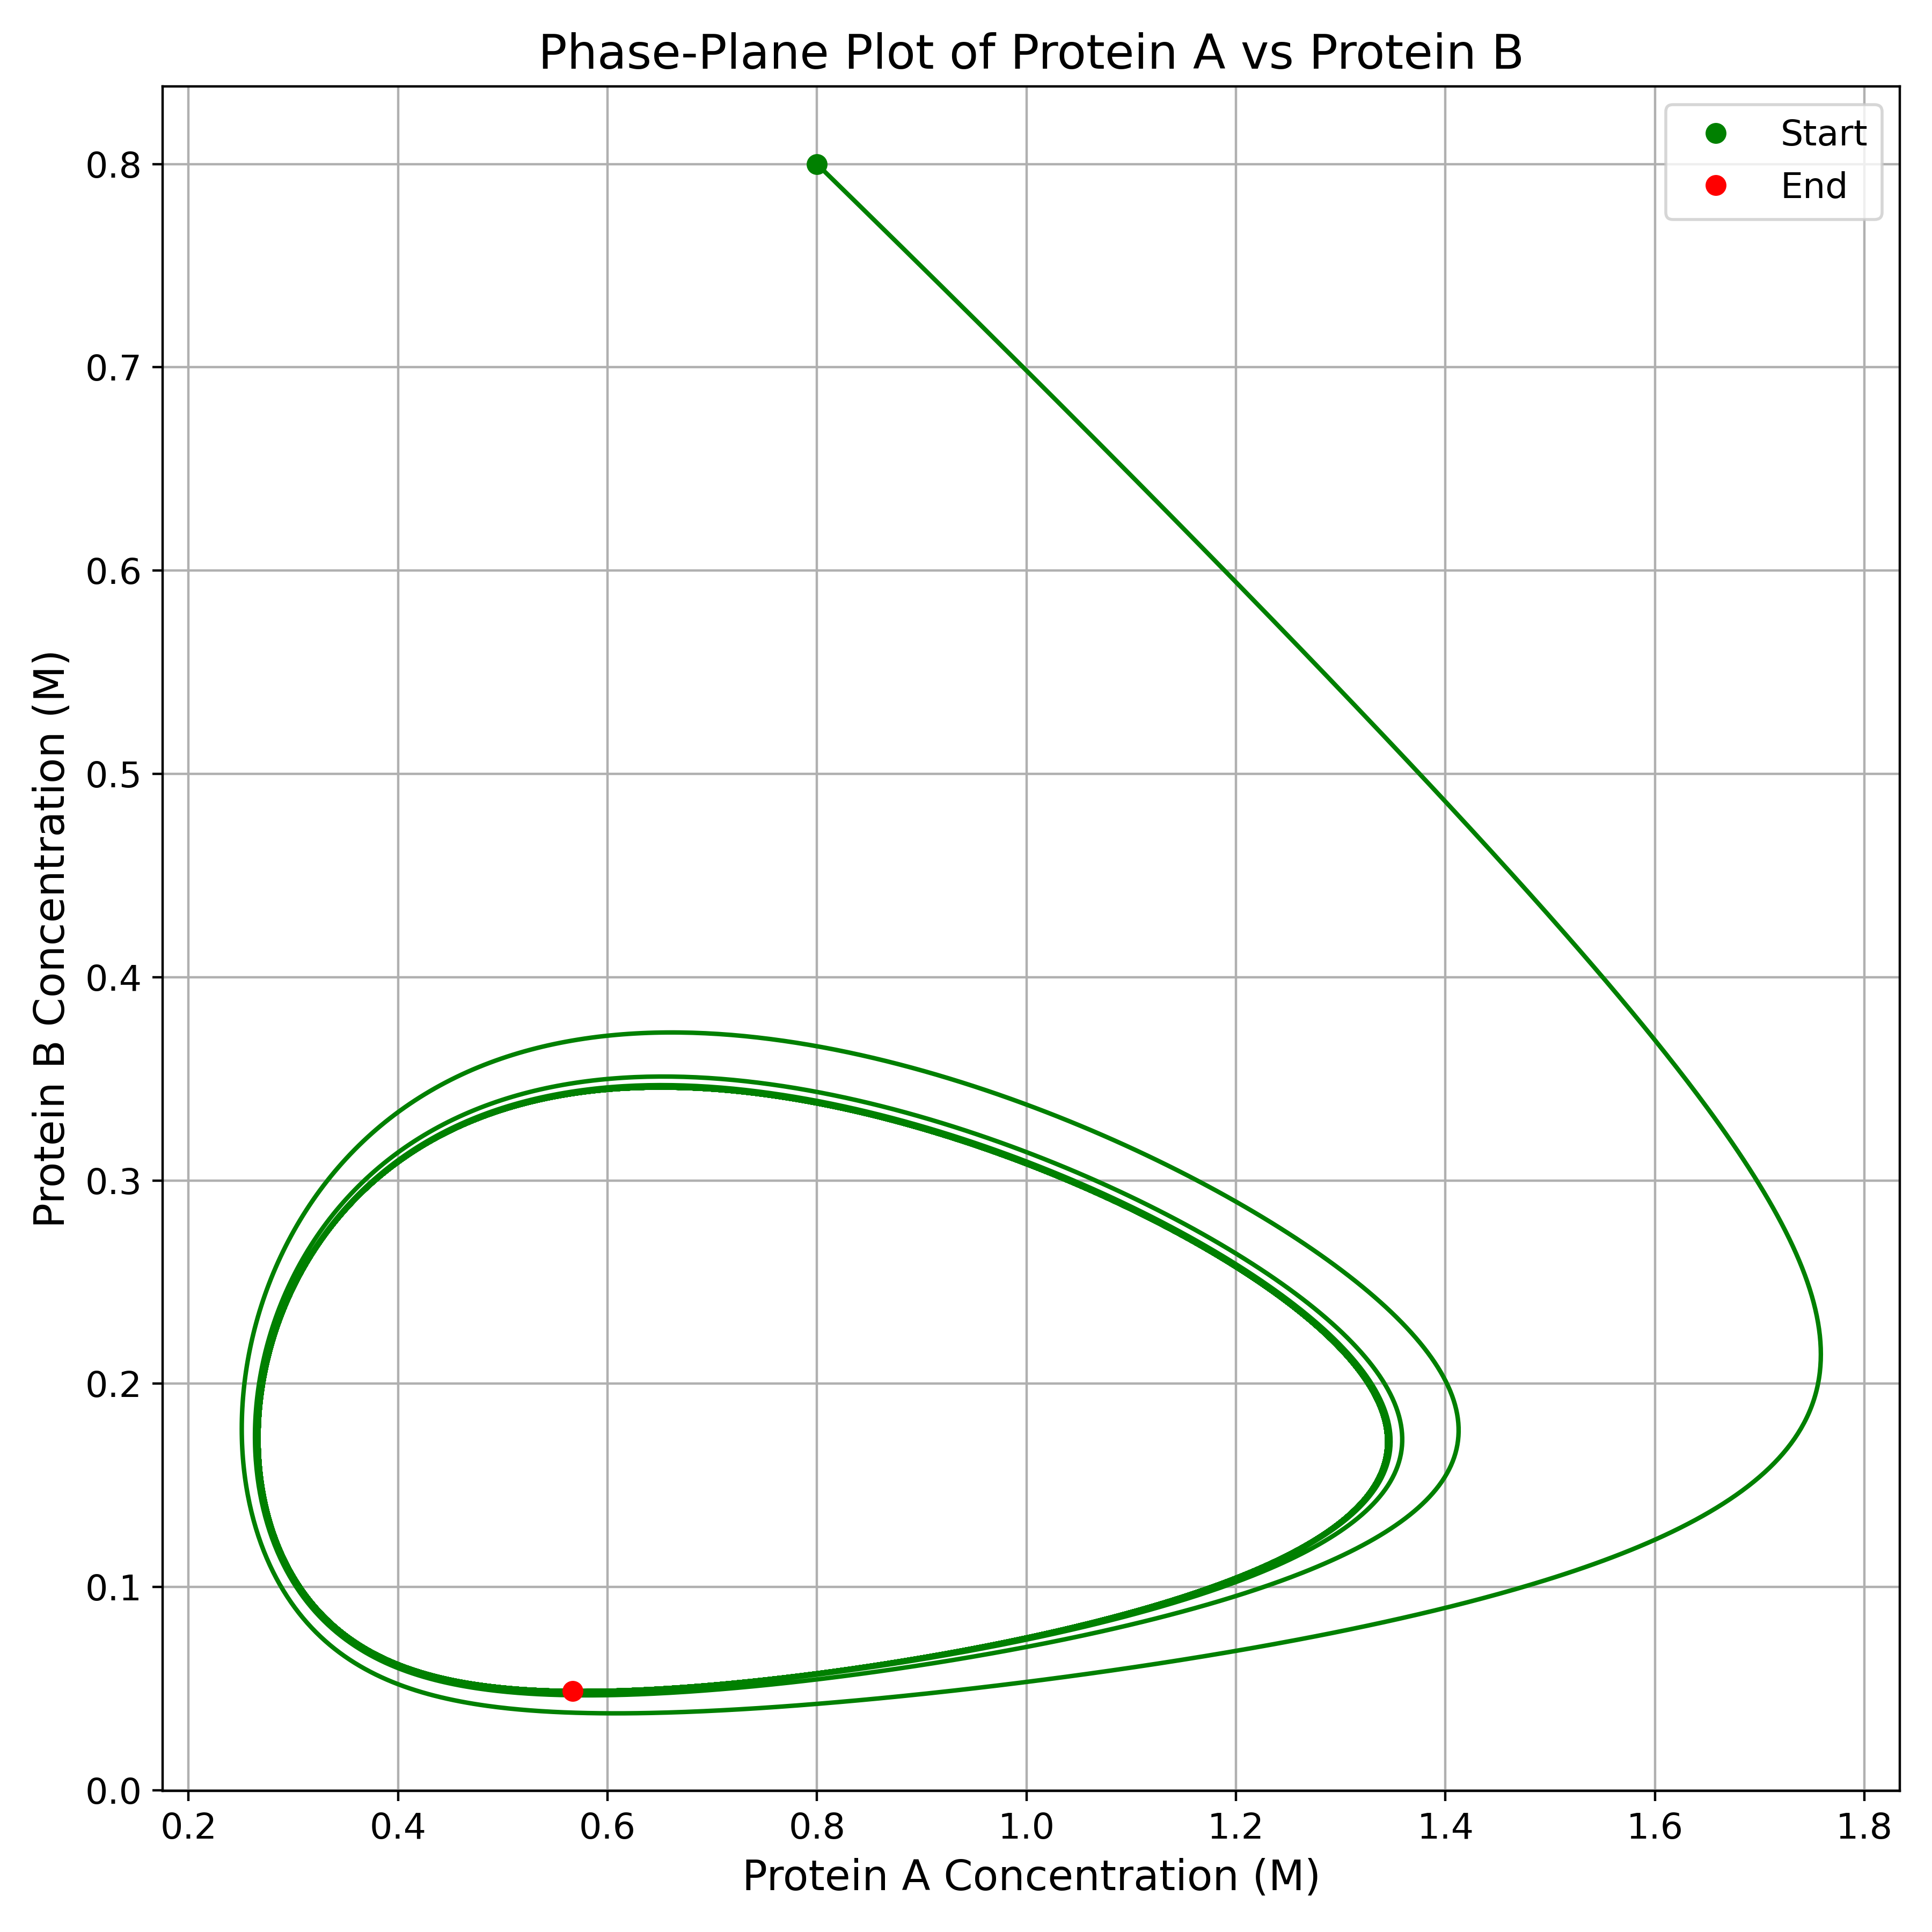 Phase-Plane Plot of Protein A vs Protein B
Start
End
Protein B Concentration (M)
0.8
0.7
0.6
0.5
0.4
0.3
0.2
0.1
0.0
0.2 0.4 0.6 0.8 1.0 1.2 1.4 1.6 1.8
Protein A Concentration (M)